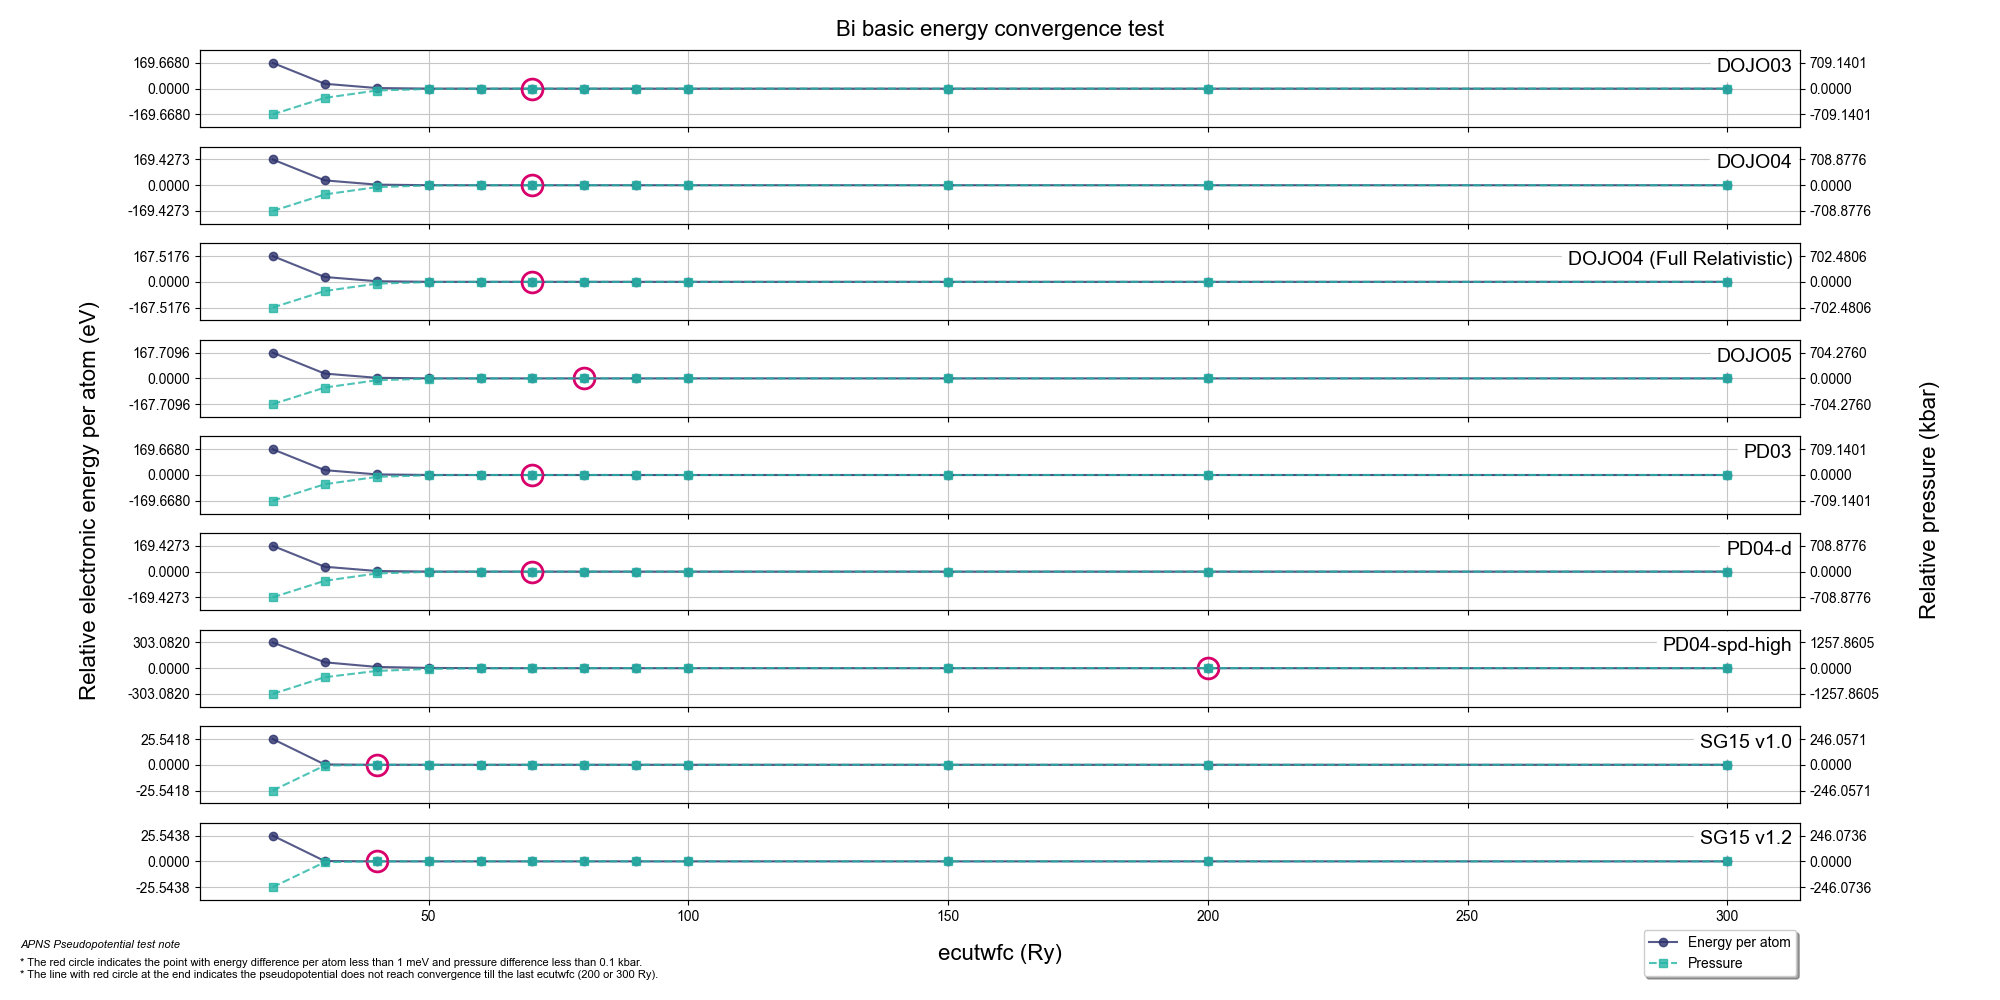 Bi basic energy convergence test
169.6680
0.0000
-169.6680
DOJO03
709.1401
0.0000
-709.1401
169.4273
0.0000
-169.4273
DOJO04
708.8776
0.0000
-708.8776
167.5176
0.0000
-167.5176
DOJO04 (Full Relativistic)
702.4806
0.0000
-702.4806
167.7096
0.0000
-167.7096
DOJO05
704.2760
0.0000
-704.2760
169.6680
0.0000
-169.6680
PD03
709.1401
0.0000
-709.1401
169.4273
0.0000
-169.4273
PD04-d
708.8776
0.0000
-708.8776
303.0820
0.0000
-303.0820
PD04-spd-high
1257.8605
0.0000
-1257.8605
25.5418
0.0000
-25.5418
SG15 v1.0
246.0571
0.0000
-246.0571
25.5438
0.0000
-25.5438
SG15 v1.2
246.0736
0.0000
-246.0736
Relative electronic energy per atom (eV)
Relative pressure (kbar)
50 100 150 200 250 300
ecutwfc (Ry)
Energy per atom
Pressure
APNS Pseudopotential test note
* The red circle indicates the point with energy difference per atom less than 1 meV and pressure difference less than 0.1 kbar.
* The line with red circle at the end indicates the pseudopotential does not reach convergence till the last ecutwfc (200 or 300 Ry).